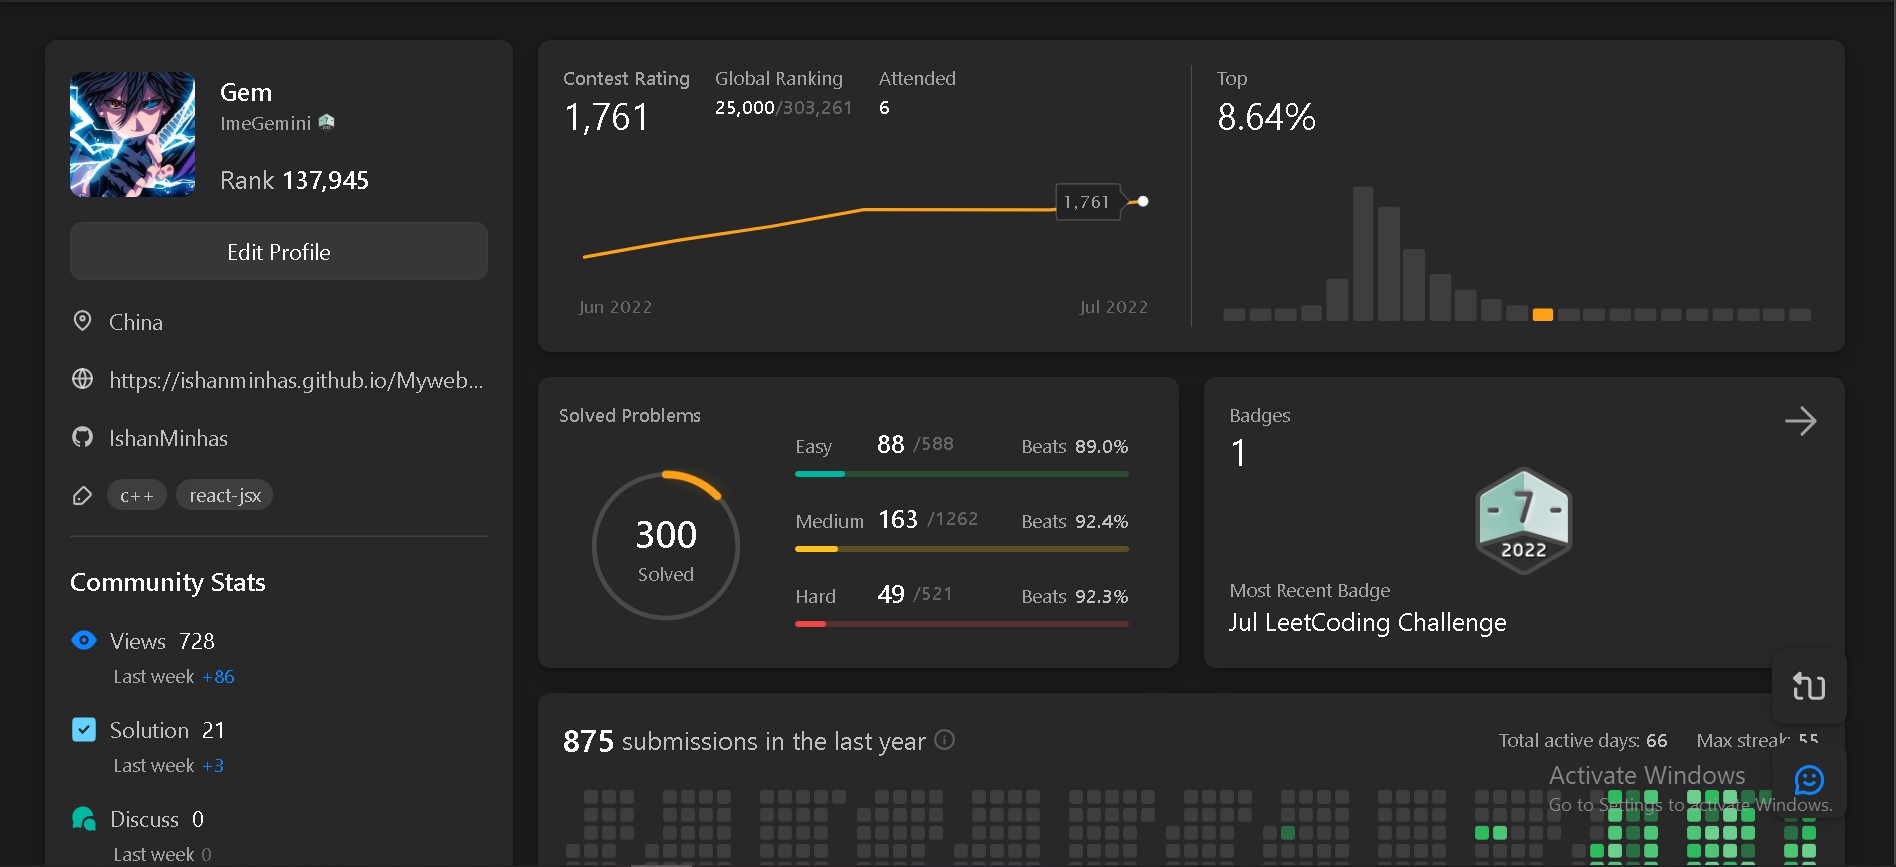 Gem
ImeGemini
Rank 137,945
Edit Profile
China
https://ishanminhas.github.io/Myweb...
IshanMinhas
c++ react-jsx
Community Stats
Views 728
Last week +86
Solution 21
Last week +3
Discuss 0
Last week 0
Contest Rating Global Ranking Attended
1,761 25,000/303,261 6
1,761
Jun 2022 Jul 2022
Top
8.64%
Solved Problems
Easy 88 /588 Beats 89.0%
Medium 163 /1262 Beats 92.4%
Hard 49 /521 Beats 92.3%
300
Solved
Badges
1
7
2022
Most Recent Badge
Jul LeetCoding Challenge
875 submissions in the last year
Total active days: 66 Max streak: 55
Activate Windows
Go to Settings to activate Windows.